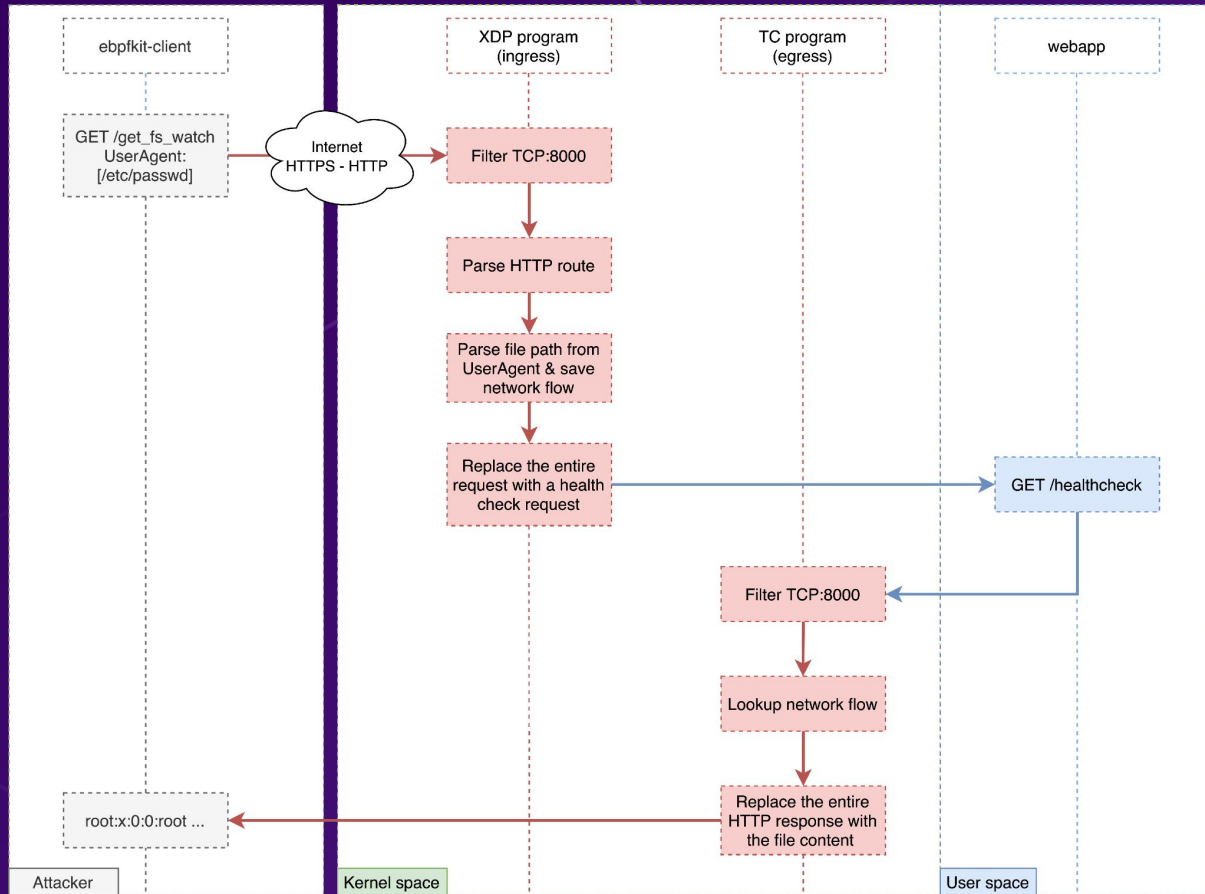 ebpfkit-client
XDP program
(ingress)
TC program
(egress)
webapp
GET /get_fs_watch
UserAgent:
[/etc/passwd]
Internet
HTTPS - HTTP
Filter TCP:8000
Parse HTTP route
Parse file path from
UserAgent & save
network flow
Replace the entire
request with a health
check request
GET /healthcheck
Filter TCP:8000
Lookup network flow
Replace the entire
HTTP response with
the file content
root:x:0:0:root ...
Attacker
Kernel space
User space